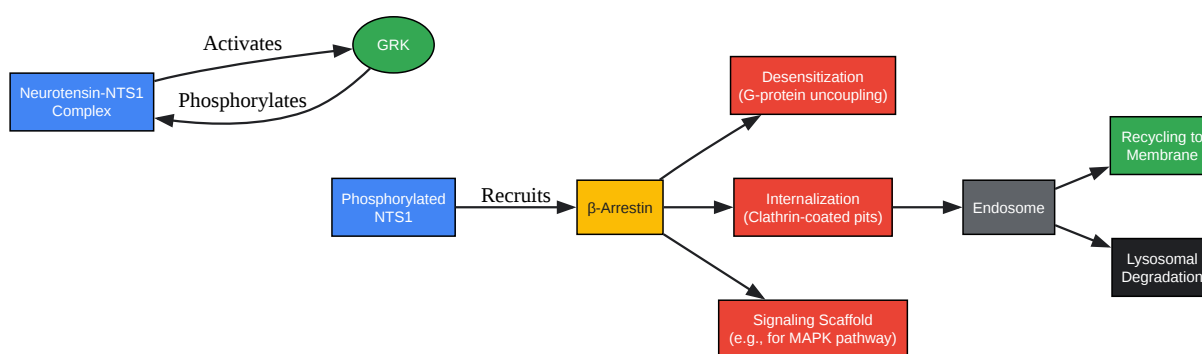 Activates
GRK
Neurotensin-NTS1
Complex
Phosphorylates
Desensitization
(G-protein uncoupling)
Phosphorylated
NTS1
Recruits
β-Arrestin
Internalization
(Clathrin-coated pits)
Endosome
Recycling to
Membrane
Lysosomal
Degradation
Signaling Scaffold
(e.g., for MAPK pathway)